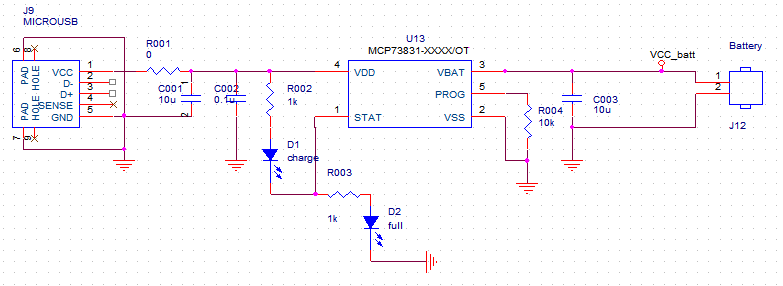 J9
MICROUSB
6
8
PAD
HOLE
VCC
D-
D+
SENSE
GND
PAD
HOLE
7
9
1
2
3
4
5
R001
0
C001
10u
1
2
C002
0.1u
R002
1k
D1
charge
R003
1k
D2
full
U13
MCP73831-XXXX/OT
4
VDD
VBAT
3
PROG
5
1
STAT
VSS
2
R004
10k
C003
10u
VCC_batt
Battery
1
2
J12